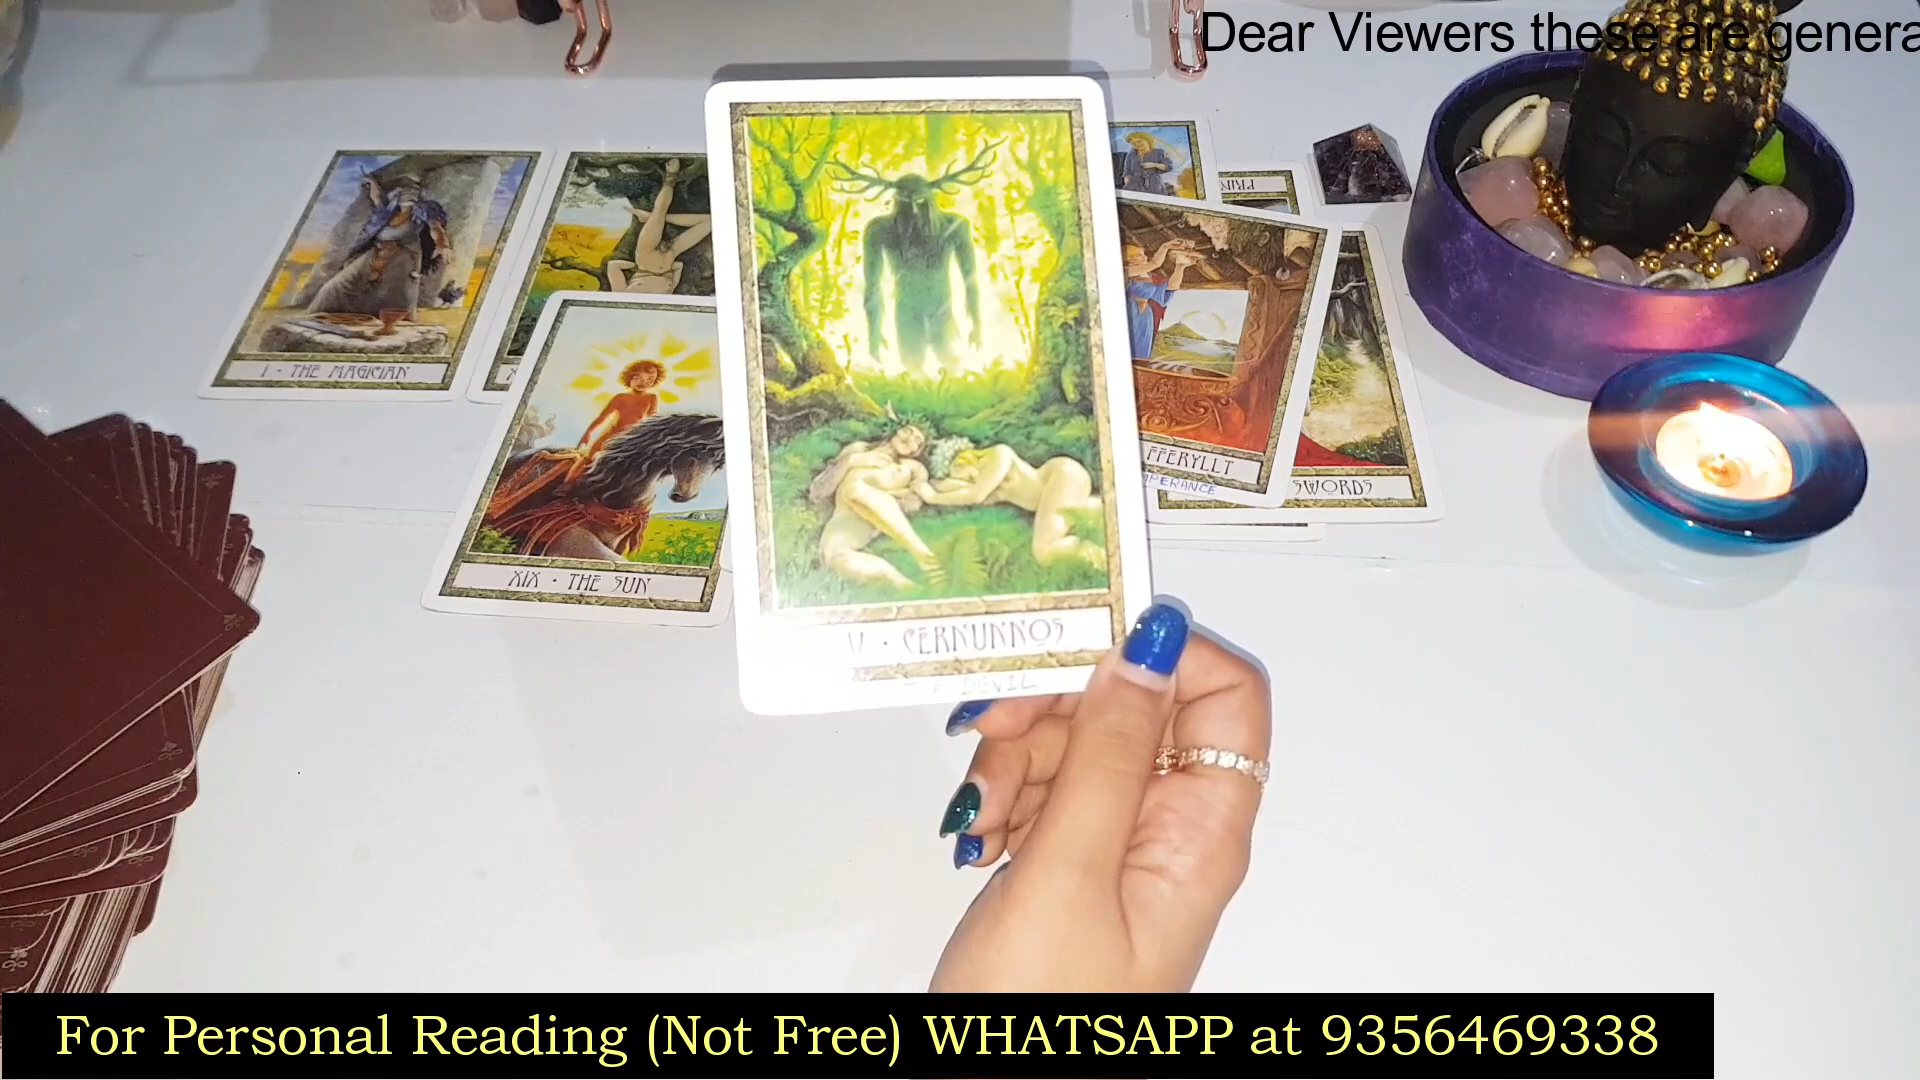 Dear Viewers these are genera
I · THE MAGICIAN
XIX · THE SUN
CERNUNNOS
DEVIL
FFERYLLT
MPERANCE
SWORDS
For Personal Reading (Not Free) WHATSAPP at 9356469338